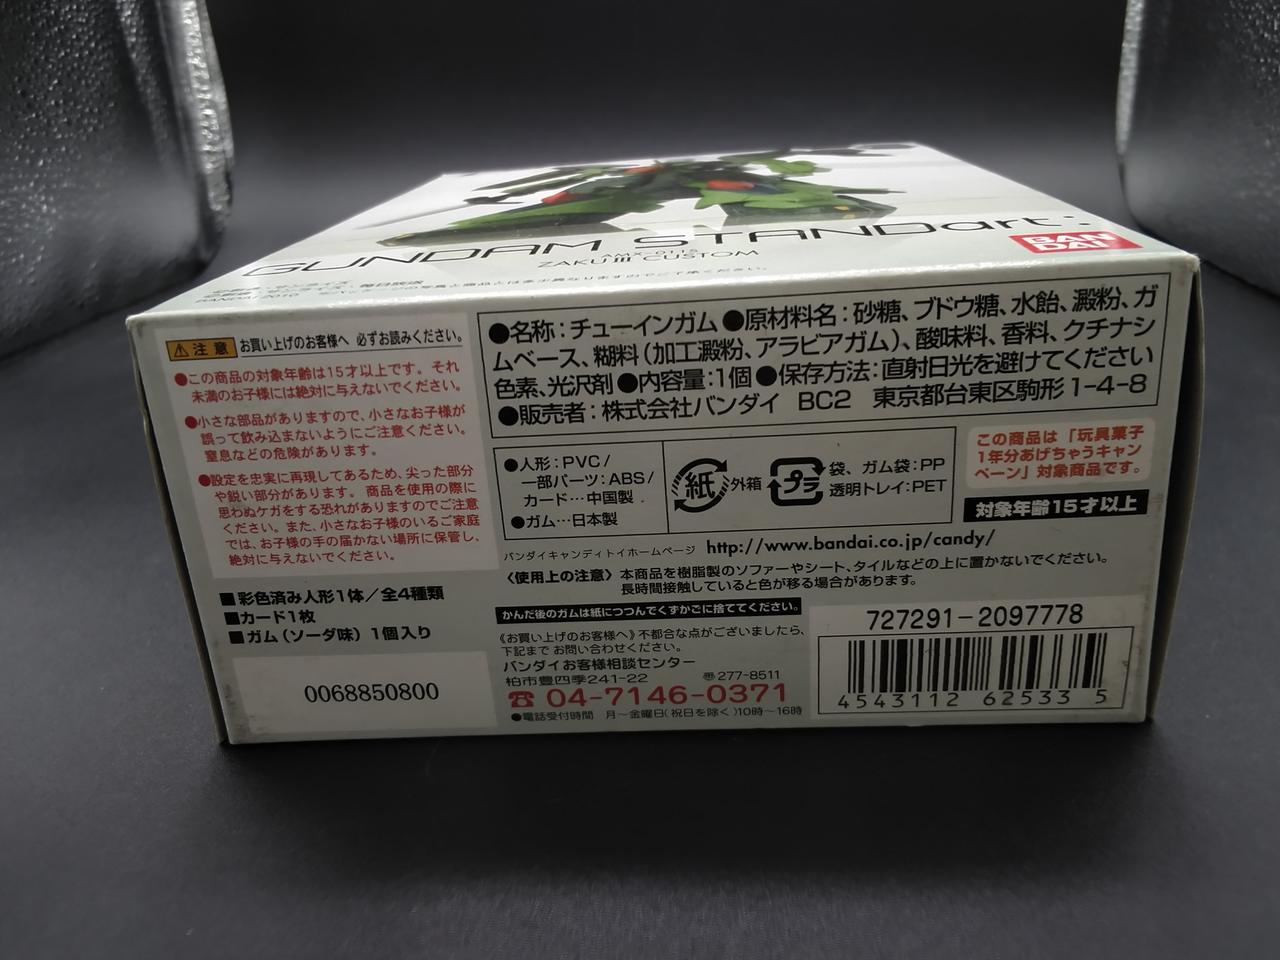 GUNDAM STANDart:
AMX-011S
ZAKU III CUSTOM
BAN
DAI
©創通・サンライズ
©創通・サンライズ・毎日放送
©BANDAI 2010
注意 お買い上げのお客様へ 必ずお読みください。
●この商品の対象年齢は15才以上です。それ
未満のお子様には絶対に与えないでください。
●小さな部品がありますので、小さなお子様が
誤って飲み込まないようにご注意ください。
窒息などの危険があります。
●設定を忠実に再現してあるため、尖った部分
や鋭い部分があります。商品を使用の際に
思わぬケガをする恐れがありますのでご注意
ください。また、小さなお子様のいるご家庭
では、お子様の手の届かない場所に保管し、
絶対に与えないでください。
■彩色済み人形1体/全4種類
■カード1枚
■ガム(ソーダ味)1個入り
0068850800
●名称:チューインガム ●原材料名:砂糖、ブドウ糖、水飴、澱粉、ガ
ムベース、糊料(加工澱粉、アラビアガム)、酸味料、香料、クチナシ
色素、光沢剤 ●内容量:1個 ●保存方法:直射日光を避けてください
●販売者:株式会社バンダイ BC2 東京都台東区駒形1-4-8
●人形:PVC/
一部パーツ:ABS/
カード…中国製
●ガム…日本製
紙 外箱
プラ 袋、ガム袋:PP
透明トレイ:PET
この商品は「玩具菓子
1年分あげちゃうキャン
ペーン」対象商品です。
対象年齢15才以上
バンダイキャンディトイホームページ http://www.bandai.co.jp/candy/
〈使用上の注意〉本商品を樹脂製のソファーやシート、タイルなどの上に置かないでください。
長時間接触していると色が移る場合があります。
かんだ後のガムは紙につつんでくずかごに捨ててください。
《お買い上げのお客様へ》不都合な点がございましたら、
下記まで お問い合わせください。
バンダイお客様相談センター
柏市豊四季241-22 〠277-8511
☎04-7146-0371
●電話受付時間 月〜金曜日(祝日を除く)10時〜16時
727291-2097778
4543112 62533 5